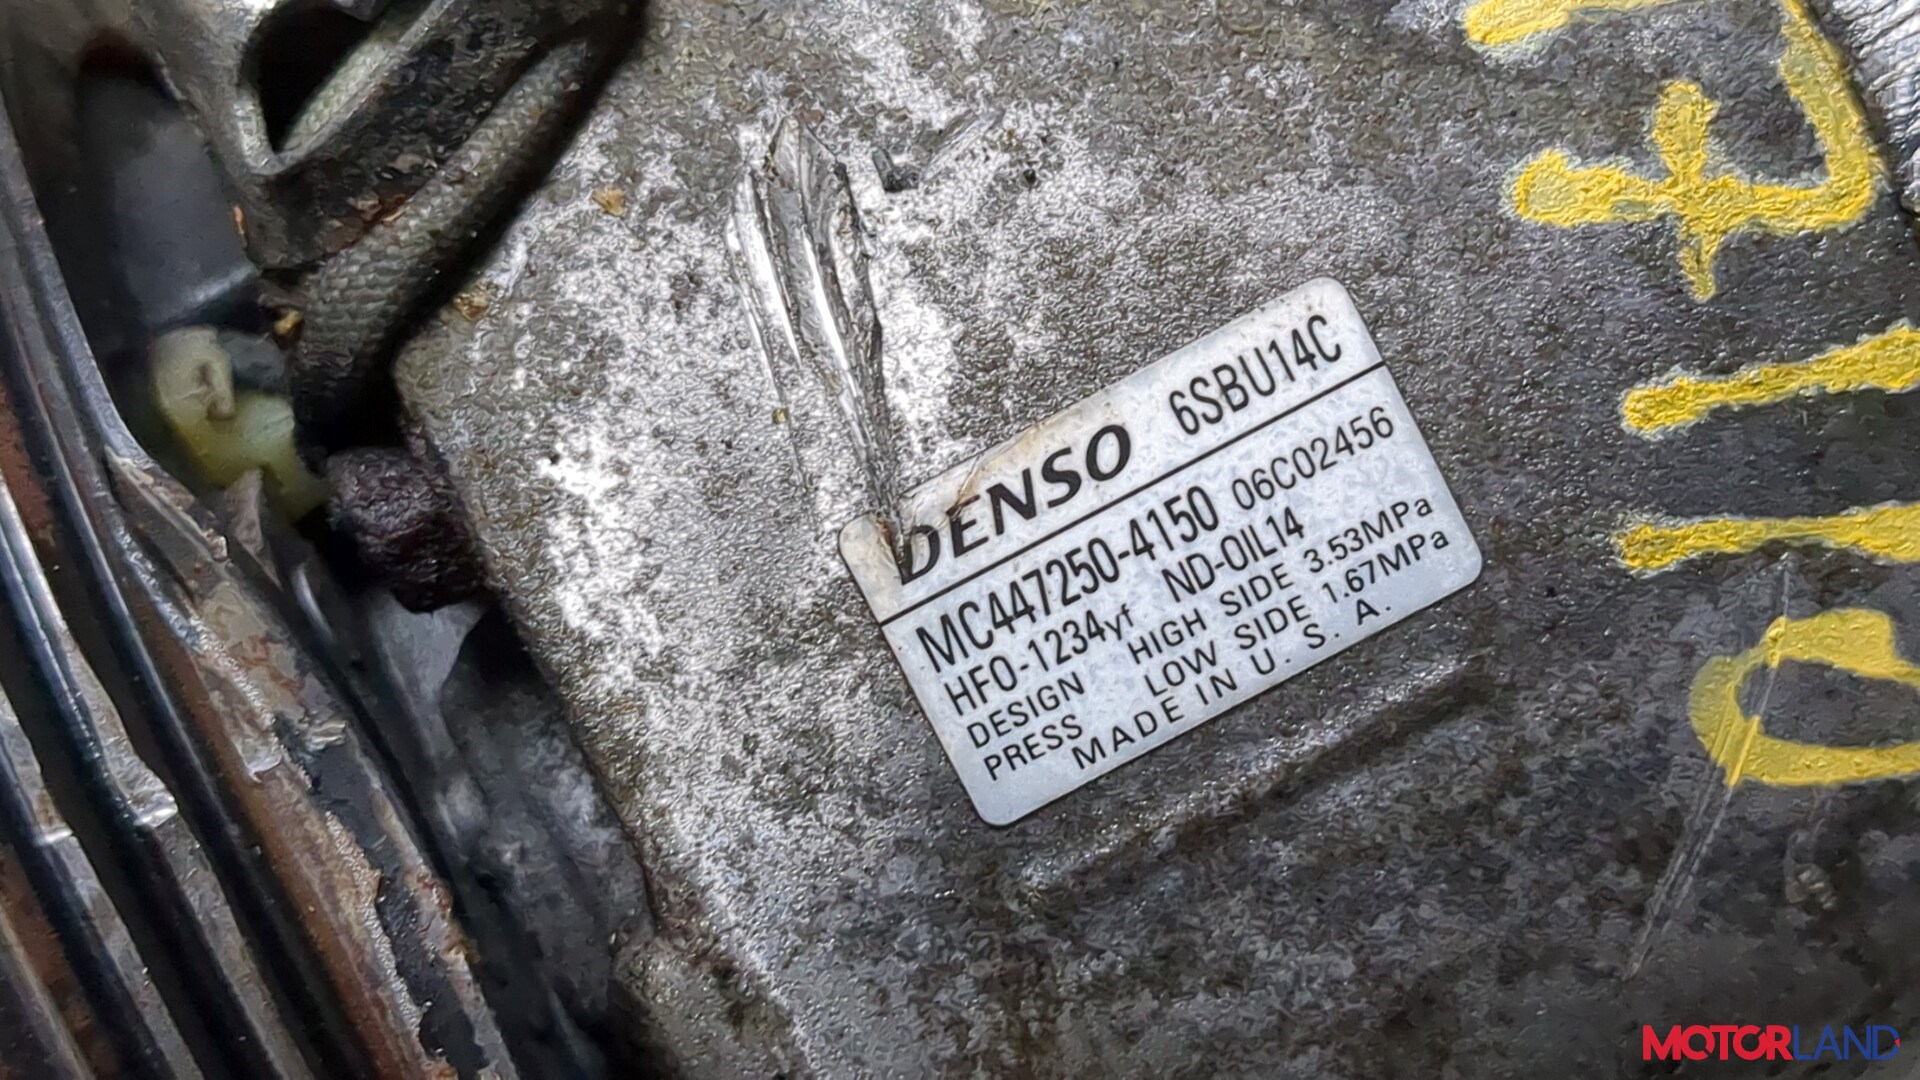 DENSO 6SBU14C
MC447250-4150 06C02456
HFO-1234yf ND-OIL14
DESIGN HIGH SIDE 3.53MPa
PRESS LOW SIDE 1.67MPa
MADE IN U.S.A.
MOTORLAND